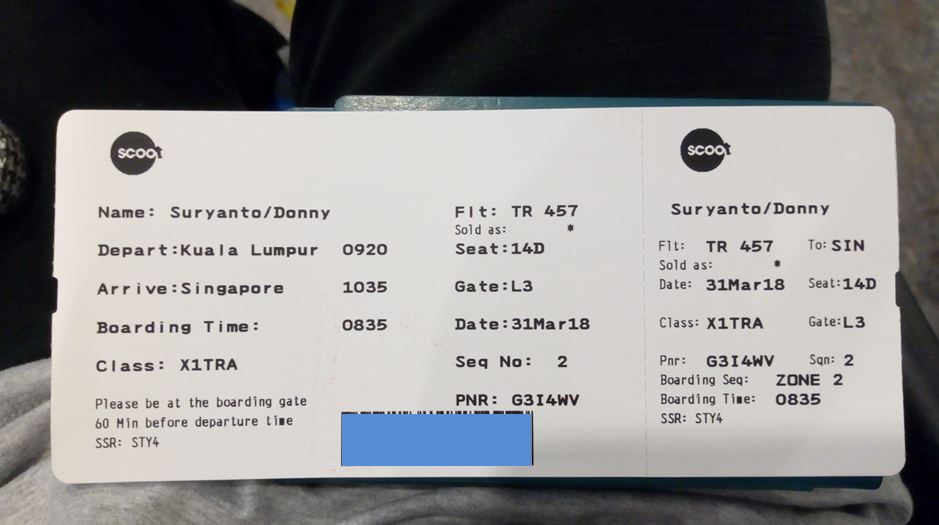 scoot
Name: Suryanto/Donny
Depart:Kuala Lumpur 0920
Arrive:Singapore 1035
Boarding Time: 0835
Class: X1TRA
Please be at the boarding gate
60 Min before departure time
SSR: STY4
Flt: TR 457
Sold as: *
Seat:14D
Gate:L3
Date:31Mar18
Seq No: 2
PNR: G3I4WV
scoot
Suryanto/Donny
Flt: TR 457 To: SIN
Sold as: *
Date: 31Mar18 Seat:14D
Class: X1TRA Gate:L3
Pnr: G3I4WV Sqn: 2
Boarding Seq: ZONE 2
Boarding Time: 0835
SSR: STY4